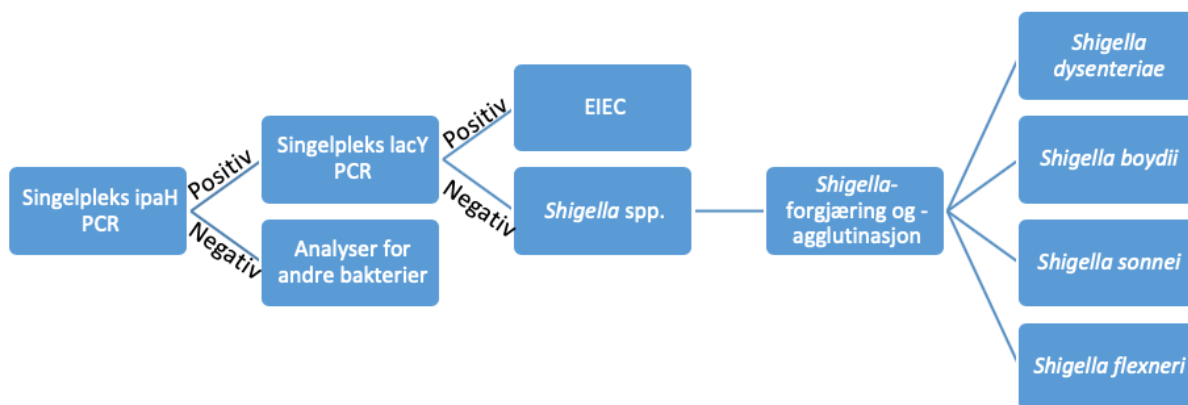 Singelpleks ipaH
PCR
Positiv
Negativ
Singelpleks lacY
PCR
Analyser for
andre bakterier
Positiv
Negativ
EIEC
Shigella spp.
Shigella-
forgjæring og -
agglutinasjon
Shigella
dysenteriae
Shigella boydii
Shigella sonnei
Shigella flexneri